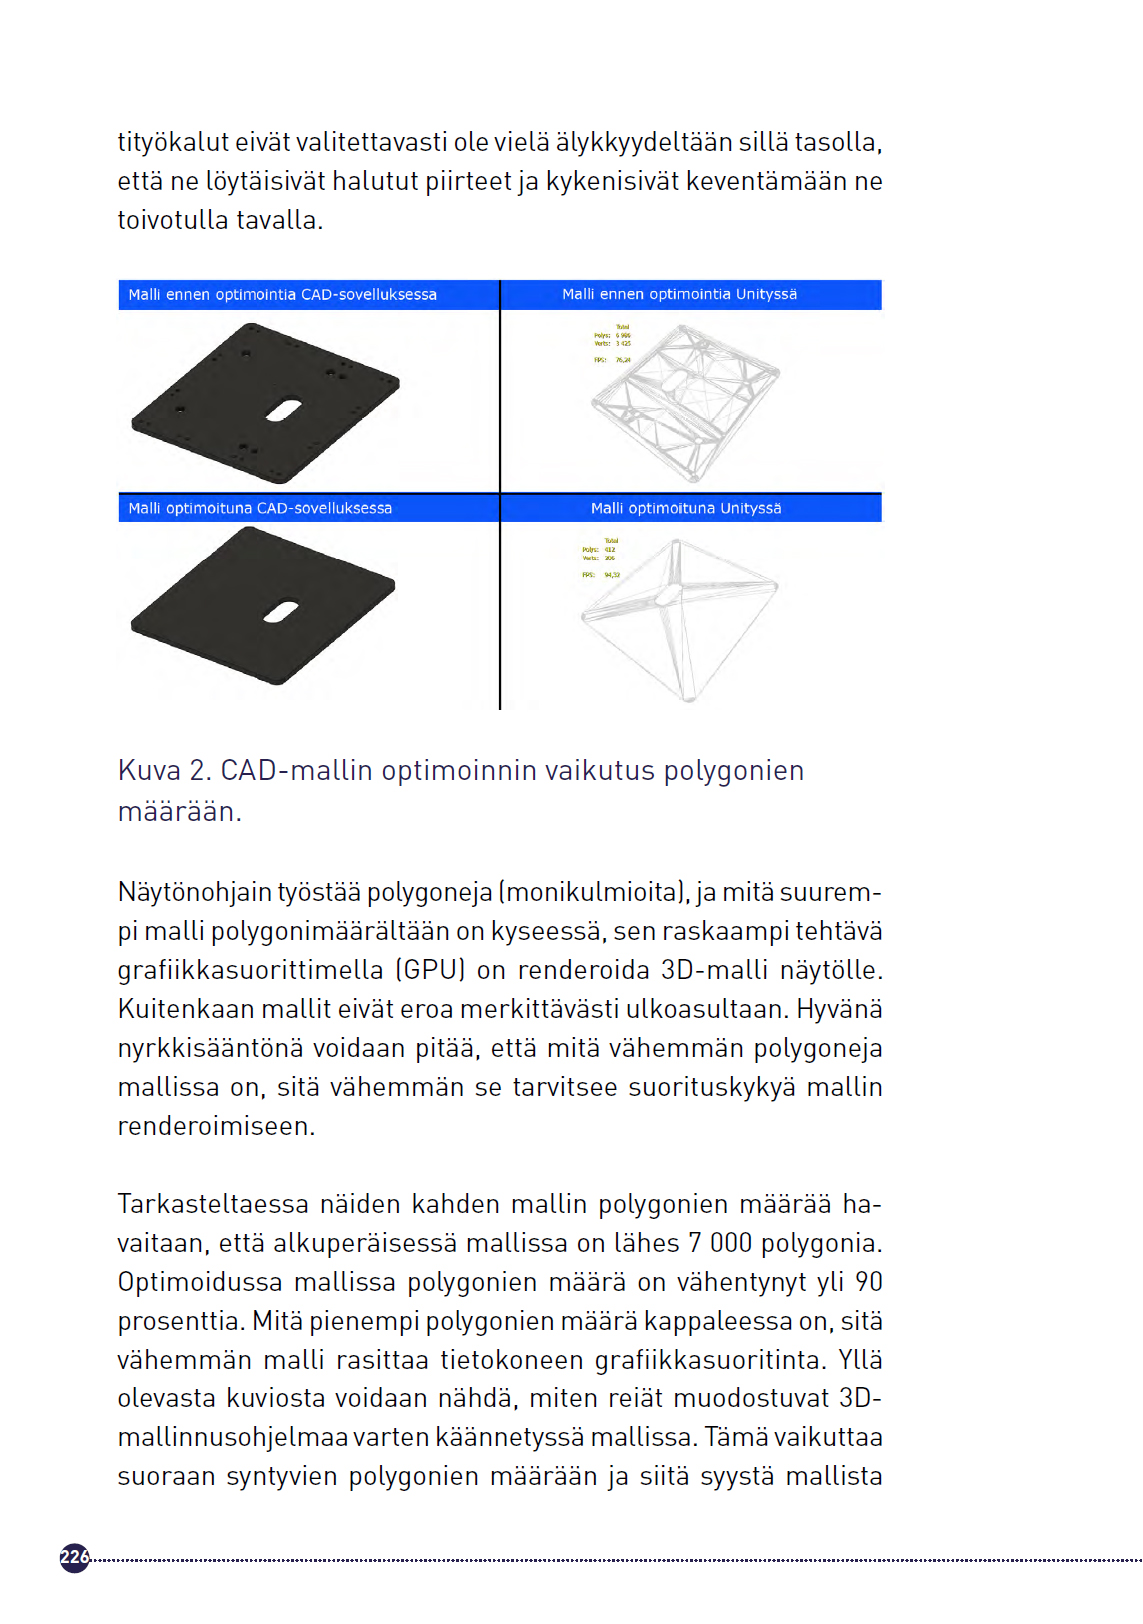 tityökalut eivät valitettavasti ole vielä älykkyydeltään sillä tasolla,
että ne löytäisivät halutut piirteet ja kykenisivät keventämään ne
toivotulla tavalla.
Malli ennen optimointia CAD-sovelluksessa
Malli ennen optimointia Unityssä
Total
Polys: 6 986
Verts: 3 425
FPS: 76,24
Malli optimoituna CAD-sovelluksessa
Malli optimoituna Unityssä
Total
Polys: 412
Verts: 206
FPS: 94,32
Kuva 2. CAD-mallin optimoinnin vaikutus polygonien
määrään.
Näytönohjain työstää polygoneja (monikulmioita), ja mitä suurem-
pi malli polygonimäärältään on kyseessä, sen raskaampi tehtävä
grafiikkasuorittimella (GPU) on renderoida 3D-malli näytölle.
Kuitenkaan mallit eivät eroa merkittävästi ulkoasultaan. Hyvänä
nyrkkisääntönä voidaan pitää, että mitä vähemmän polygoneja
mallissa on, sitä vähemmän se tarvitsee suorituskykyä mallin
renderoimiseen.
Tarkasteltaessa näiden kahden mallin polygonien määrää ha-
vaitaan, että alkuperäisessä mallissa on lähes 7 000 polygonia.
Optimoidussa mallissa polygonien määrä on vähentynyt yli 90
prosenttia. Mitä pienempi polygonien määrä kappaleessa on, sitä
vähemmän malli rasittaa tietokoneen grafiikkasuoritinta. Yllä
olevasta kuviosta voidaan nähdä, miten reiät muodostuvat 3D-
mallinnusohjelmaa varten käännetyssä mallissa. Tämä vaikuttaa
suoraan syntyvien polygonien määrään ja siitä syystä mallista
226